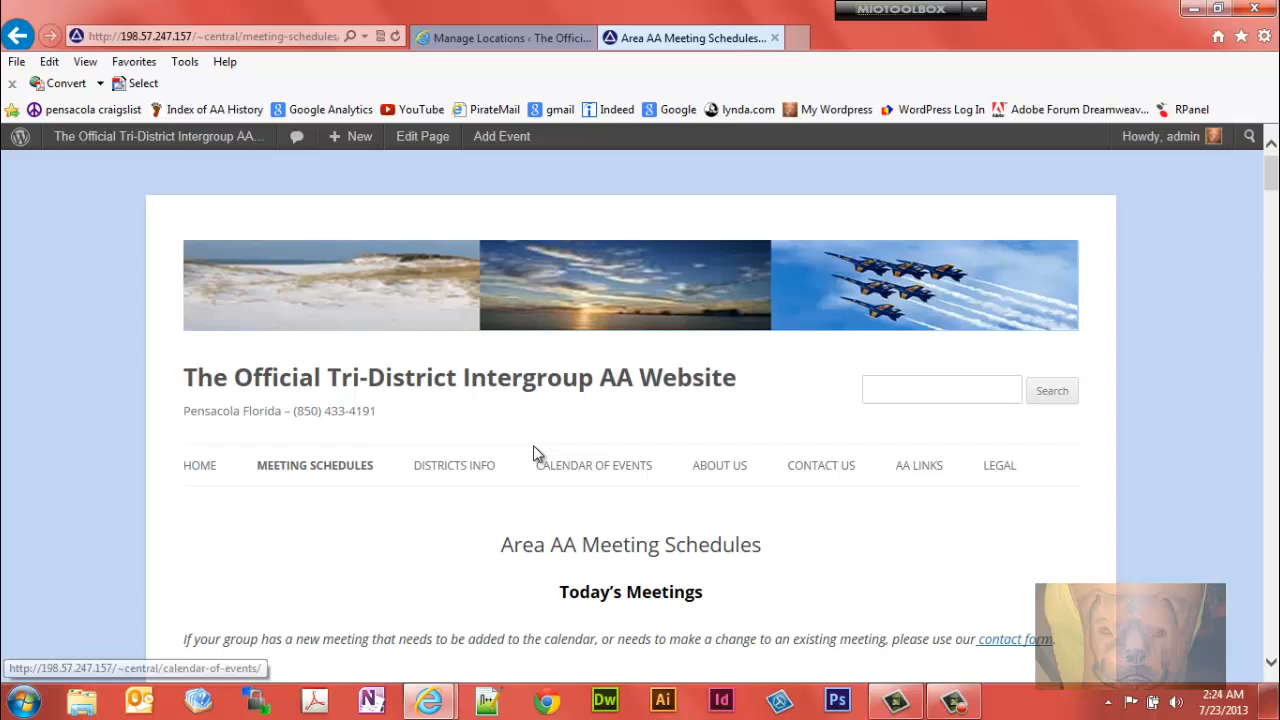 MIOTOOLBOX
http://198.57.247.157/~central/meeting-schedules
Manage Locations ‹ The Offici...
Area AA Meeting Schedules...
File Edit View Favorites Tools Help
Convert Select
pensacola craigslist Index of AA History Google Analytics YouTube PirateMail gmail Indeed Google lynda.com My Wordpress WordPress Log In Adobe Forum Dreamweav... RPanel
The Official Tri-District Intergroup AA... New Edit Page Add Event Howdy, admin
The Official Tri-District Intergroup AA Website
Search
Pensacola Florida – (850) 433-4191
HOME MEETING SCHEDULES DISTRICTS INFO CALENDAR OF EVENTS ABOUT US CONTACT US AA LINKS LEGAL
Area AA Meeting Schedules
Today's Meetings
If your group has a new meeting that needs to be added to the calendar, or needs to make a change to an existing meeting, please use our contact form.
http://198.57.247.157/~central/calendar-of-events/
Dw Ai Id Ps
2:24 AM
7/23/2013